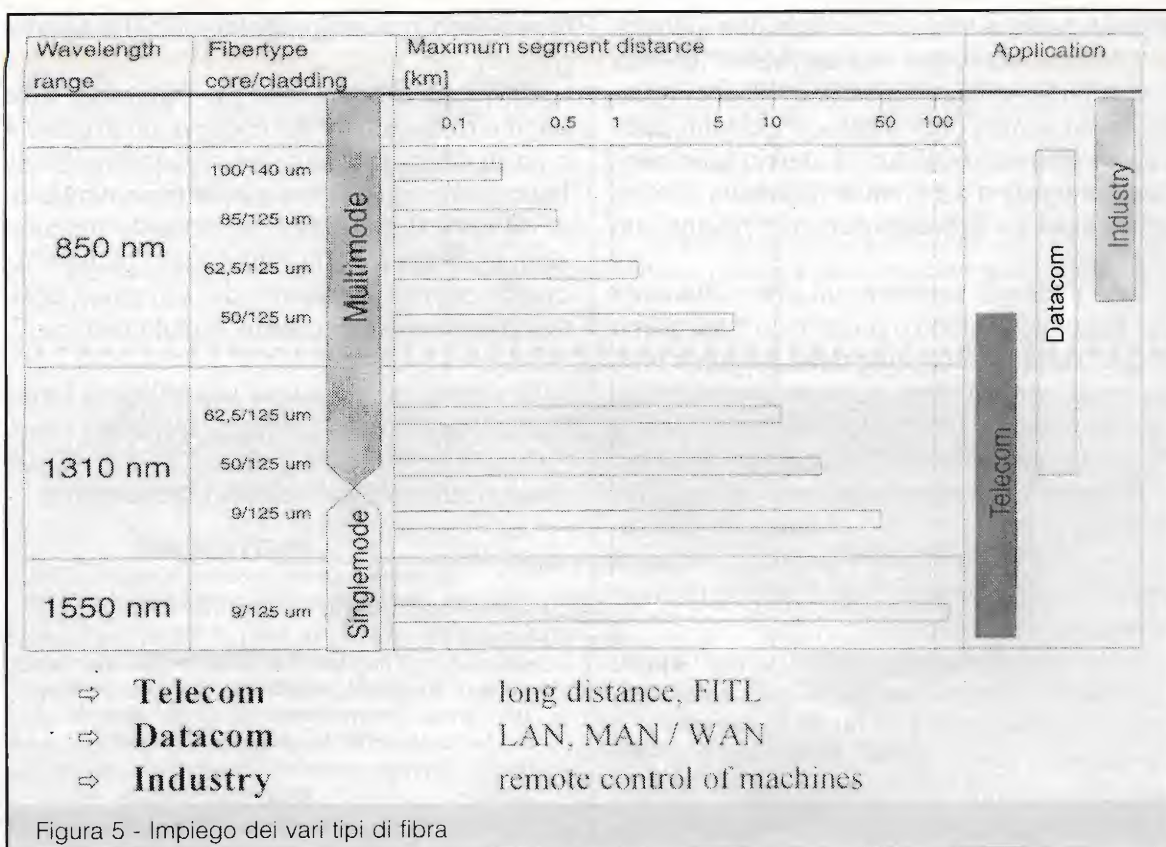 Wavelength range
Fibertype core/cladding
Maximum segment distance [km]
Application
0,1 0,5 1 5 10 50 100
850 nm
100/140 um
85/125 um
62,5/125 um
50/125 um
1310 nm
62,5/125 um
50/125 um
9/125 um
1550 nm
9/125 um
Multimode
Singlemode
Telecom
Datacom
Industry
⇨ Telecom long distance, FITL
⇨ Datacom LAN, MAN / WAN
⇨ Industry remote control of machines
Figura 5 - Impiego dei vari tipi di fibra